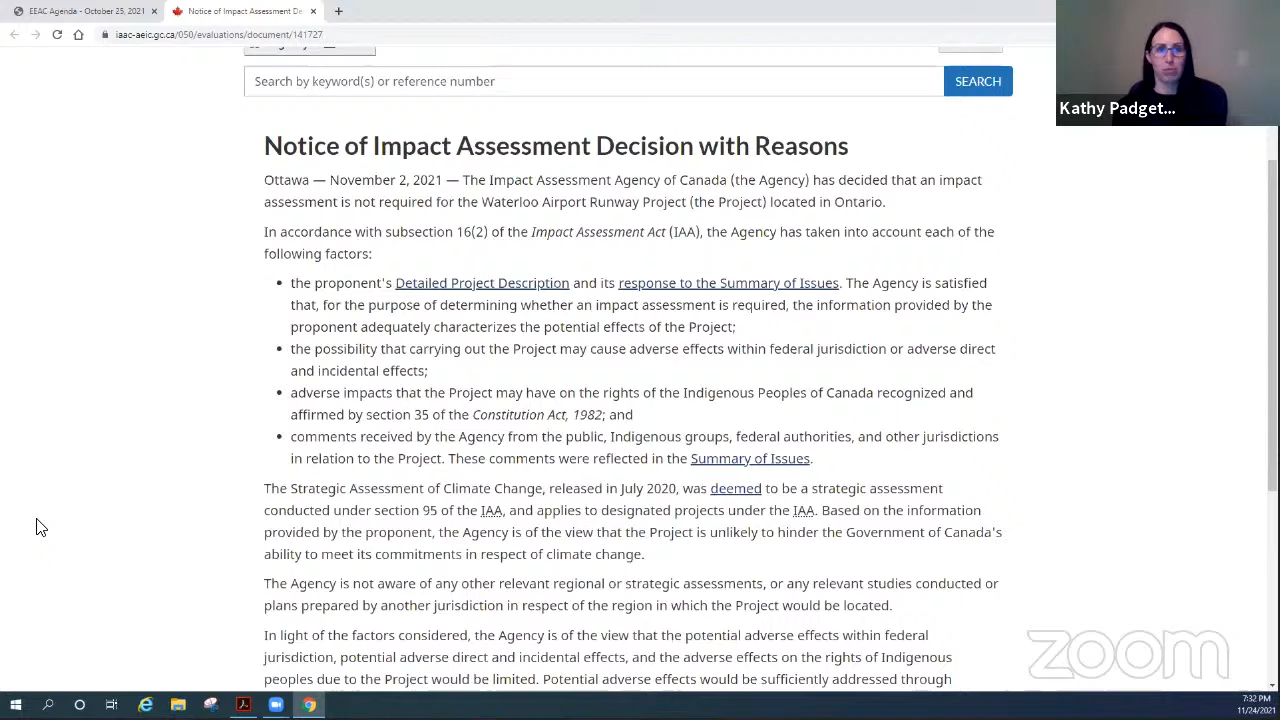 EEAC Agenda - October 25, 2021
Notice of Impact Assessment De
iaac-aeic.gc.ca/050/evaluations/document/141727
Search by keyword(s) or reference number
SEARCH
Kathy Padget...
Notice of Impact Assessment Decision with Reasons
Ottawa — November 2, 2021 — The Impact Assessment Agency of Canada (the Agency) has decided that an impact
assessment is not required for the Waterloo Airport Runway Project (the Project) located in Ontario.
In accordance with subsection 16(2) of the Impact Assessment Act (IAA), the Agency has taken into account each of the
following factors:
• the proponent's Detailed Project Description and its response to the Summary of Issues. The Agency is satisfied
that, for the purpose of determining whether an impact assessment is required, the information provided by the
proponent adequately characterizes the potential effects of the Project;
• the possibility that carrying out the Project may cause adverse effects within federal jurisdiction or adverse direct
and incidental effects;
• adverse impacts that the Project may have on the rights of the Indigenous Peoples of Canada recognized and
affirmed by section 35 of the Constitution Act, 1982; and
• comments received by the Agency from the public, Indigenous groups, federal authorities, and other jurisdictions
in relation to the Project. These comments were reflected in the Summary of Issues.
The Strategic Assessment of Climate Change, released in July 2020, was deemed to be a strategic assessment
conducted under section 95 of the IAA, and applies to designated projects under the IAA. Based on the information
provided by the proponent, the Agency is of the view that the Project is unlikely to hinder the Government of Canada's
ability to meet its commitments in respect of climate change.
The Agency is not aware of any other relevant regional or strategic assessments, or any relevant studies conducted or
plans prepared by another jurisdiction in respect of the region in which the Project would be located.
In light of the factors considered, the Agency is of the view that the potential adverse effects within federal
jurisdiction, potential adverse direct and incidental effects, and the adverse effects on the rights of Indigenous
peoples due to the Project would be limited. Potential adverse effects would be sufficiently addressed through
zoom
7:32 PM
11/24/2021